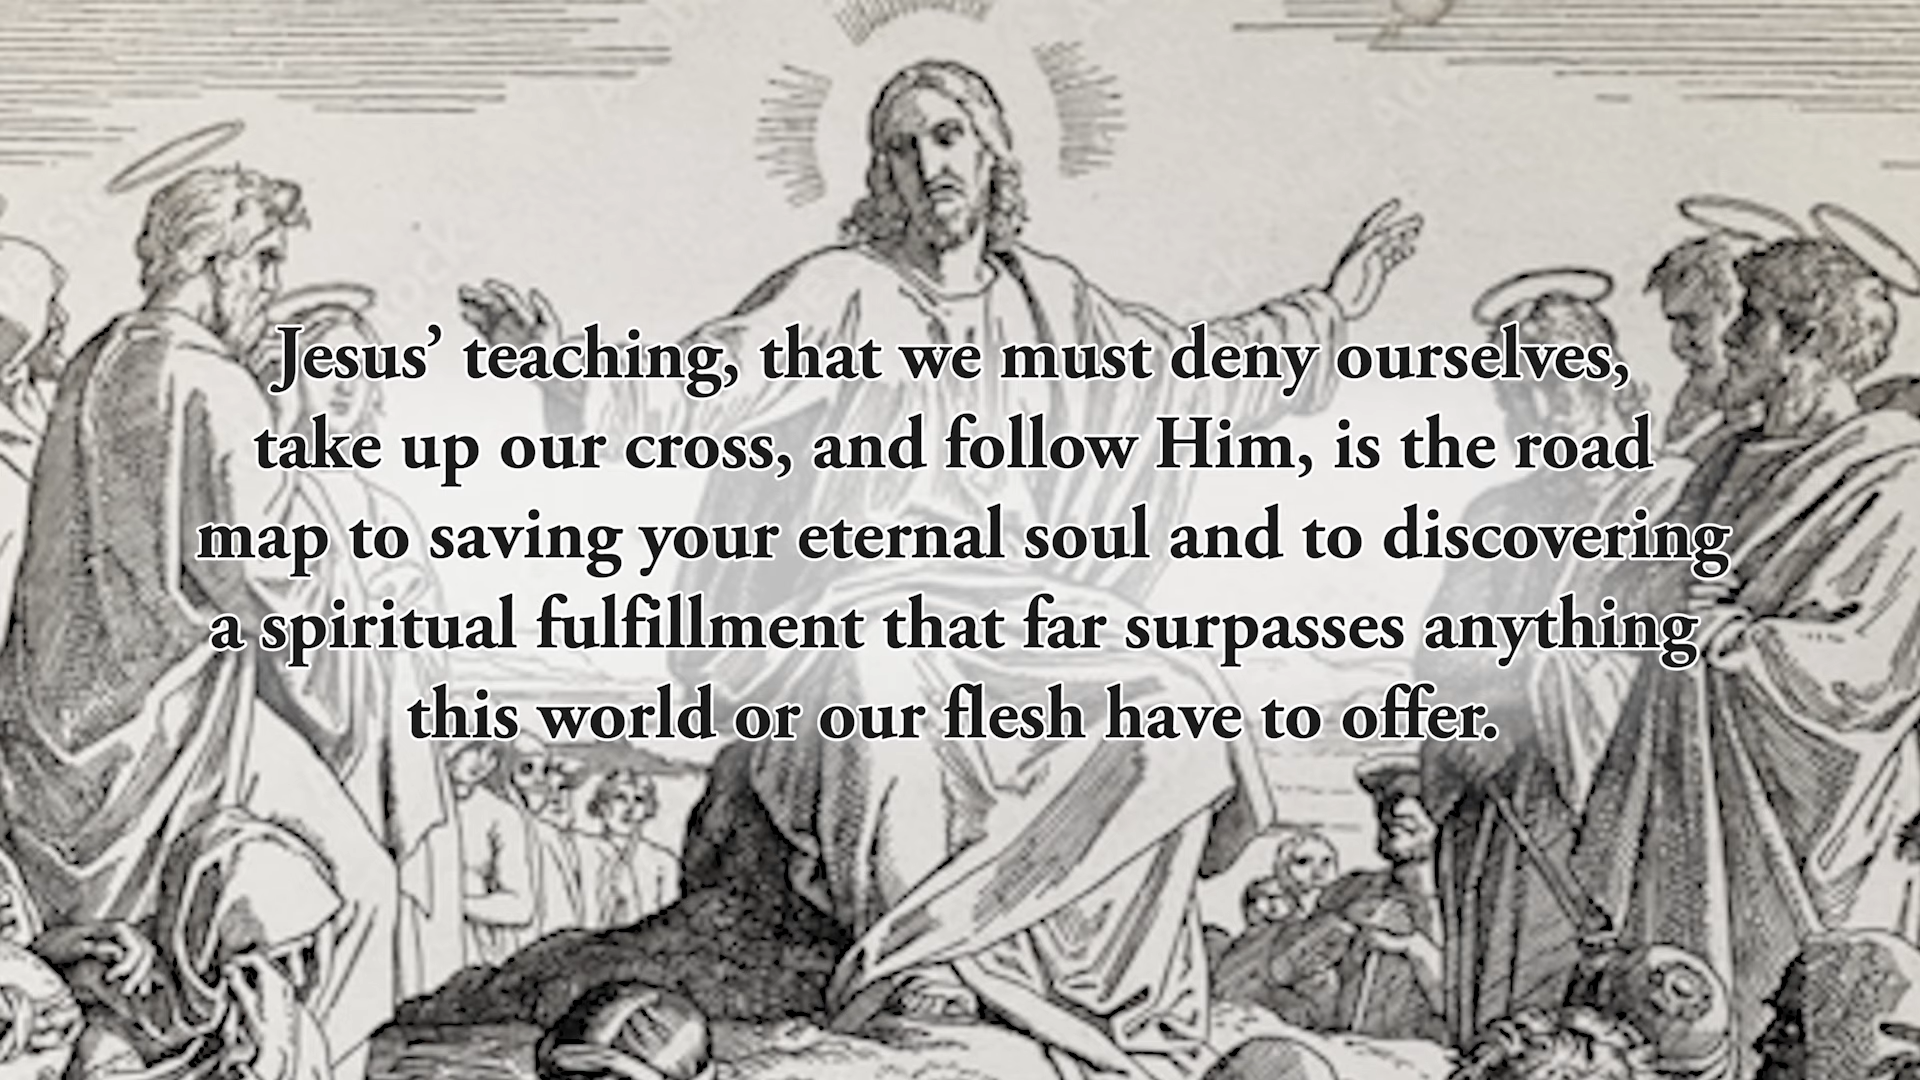 Jesus’ teaching, that we must deny ourselves,
take up our cross, and follow Him, is the road
map to saving your eternal soul and to discovering
a spiritual fulfillment that far surpasses anything
this world or our flesh have to offer.